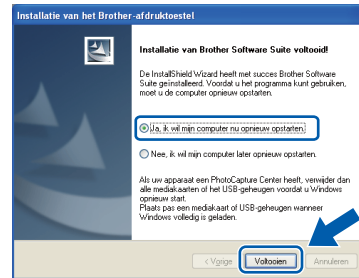 Installatie van het Brother-afdruktoestel
Installatie van Brother Software Suite voltooid!
De InstallShield Wizard heeft met succes Brother Software
Suite geïnstalleerd. Voordat u het programma kunt gebruiken,
moet u de computer opnieuw opstarten.
Ja, ik wil mijn computer nu opnieuw opstarten.
Nee, ik wil mijn computer later opnieuw opstarten.
Als uw apparaat een PhotoCapture Center heeft, verwijder dan
alle mediakaarten of het USB-geheugen voordat u Windows
opnieuw start.
Plaats pas een mediakaart of USB-geheugen wanneer
Windows volledig is geladen.
< Vorige Voltooien Annuleren